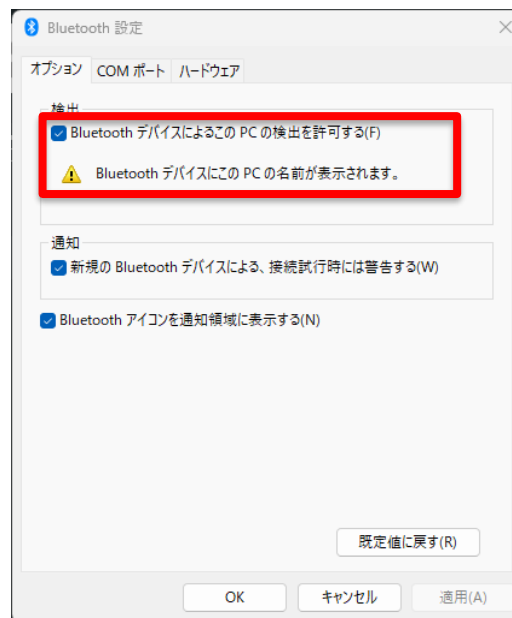 Bluetooth 設定
オプション COM ポート ハードウェア
検出
Bluetooth デバイスによるこの PC の検出を許可する(F)
Bluetooth デバイスにこの PC の名前が表示されます。
通知
新規の Bluetooth デバイスによる、接続試行時には警告する(W)
Bluetooth アイコンを通知領域に表示する(N)
既定値に戻す(R)
OK キャンセル 適用(A)